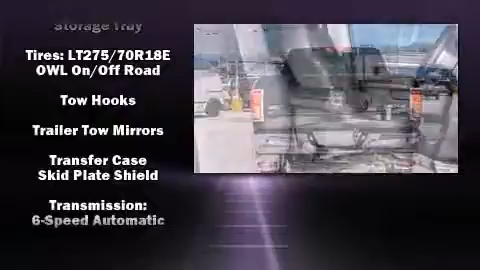 Storage Tray
Tires: LT275/70R18E
OWL On/Off Road
Tow Hooks
Trailer Tow Mirrors
Transfer Case
Skid Plate Shield
Transmission:
6-Speed Automatic